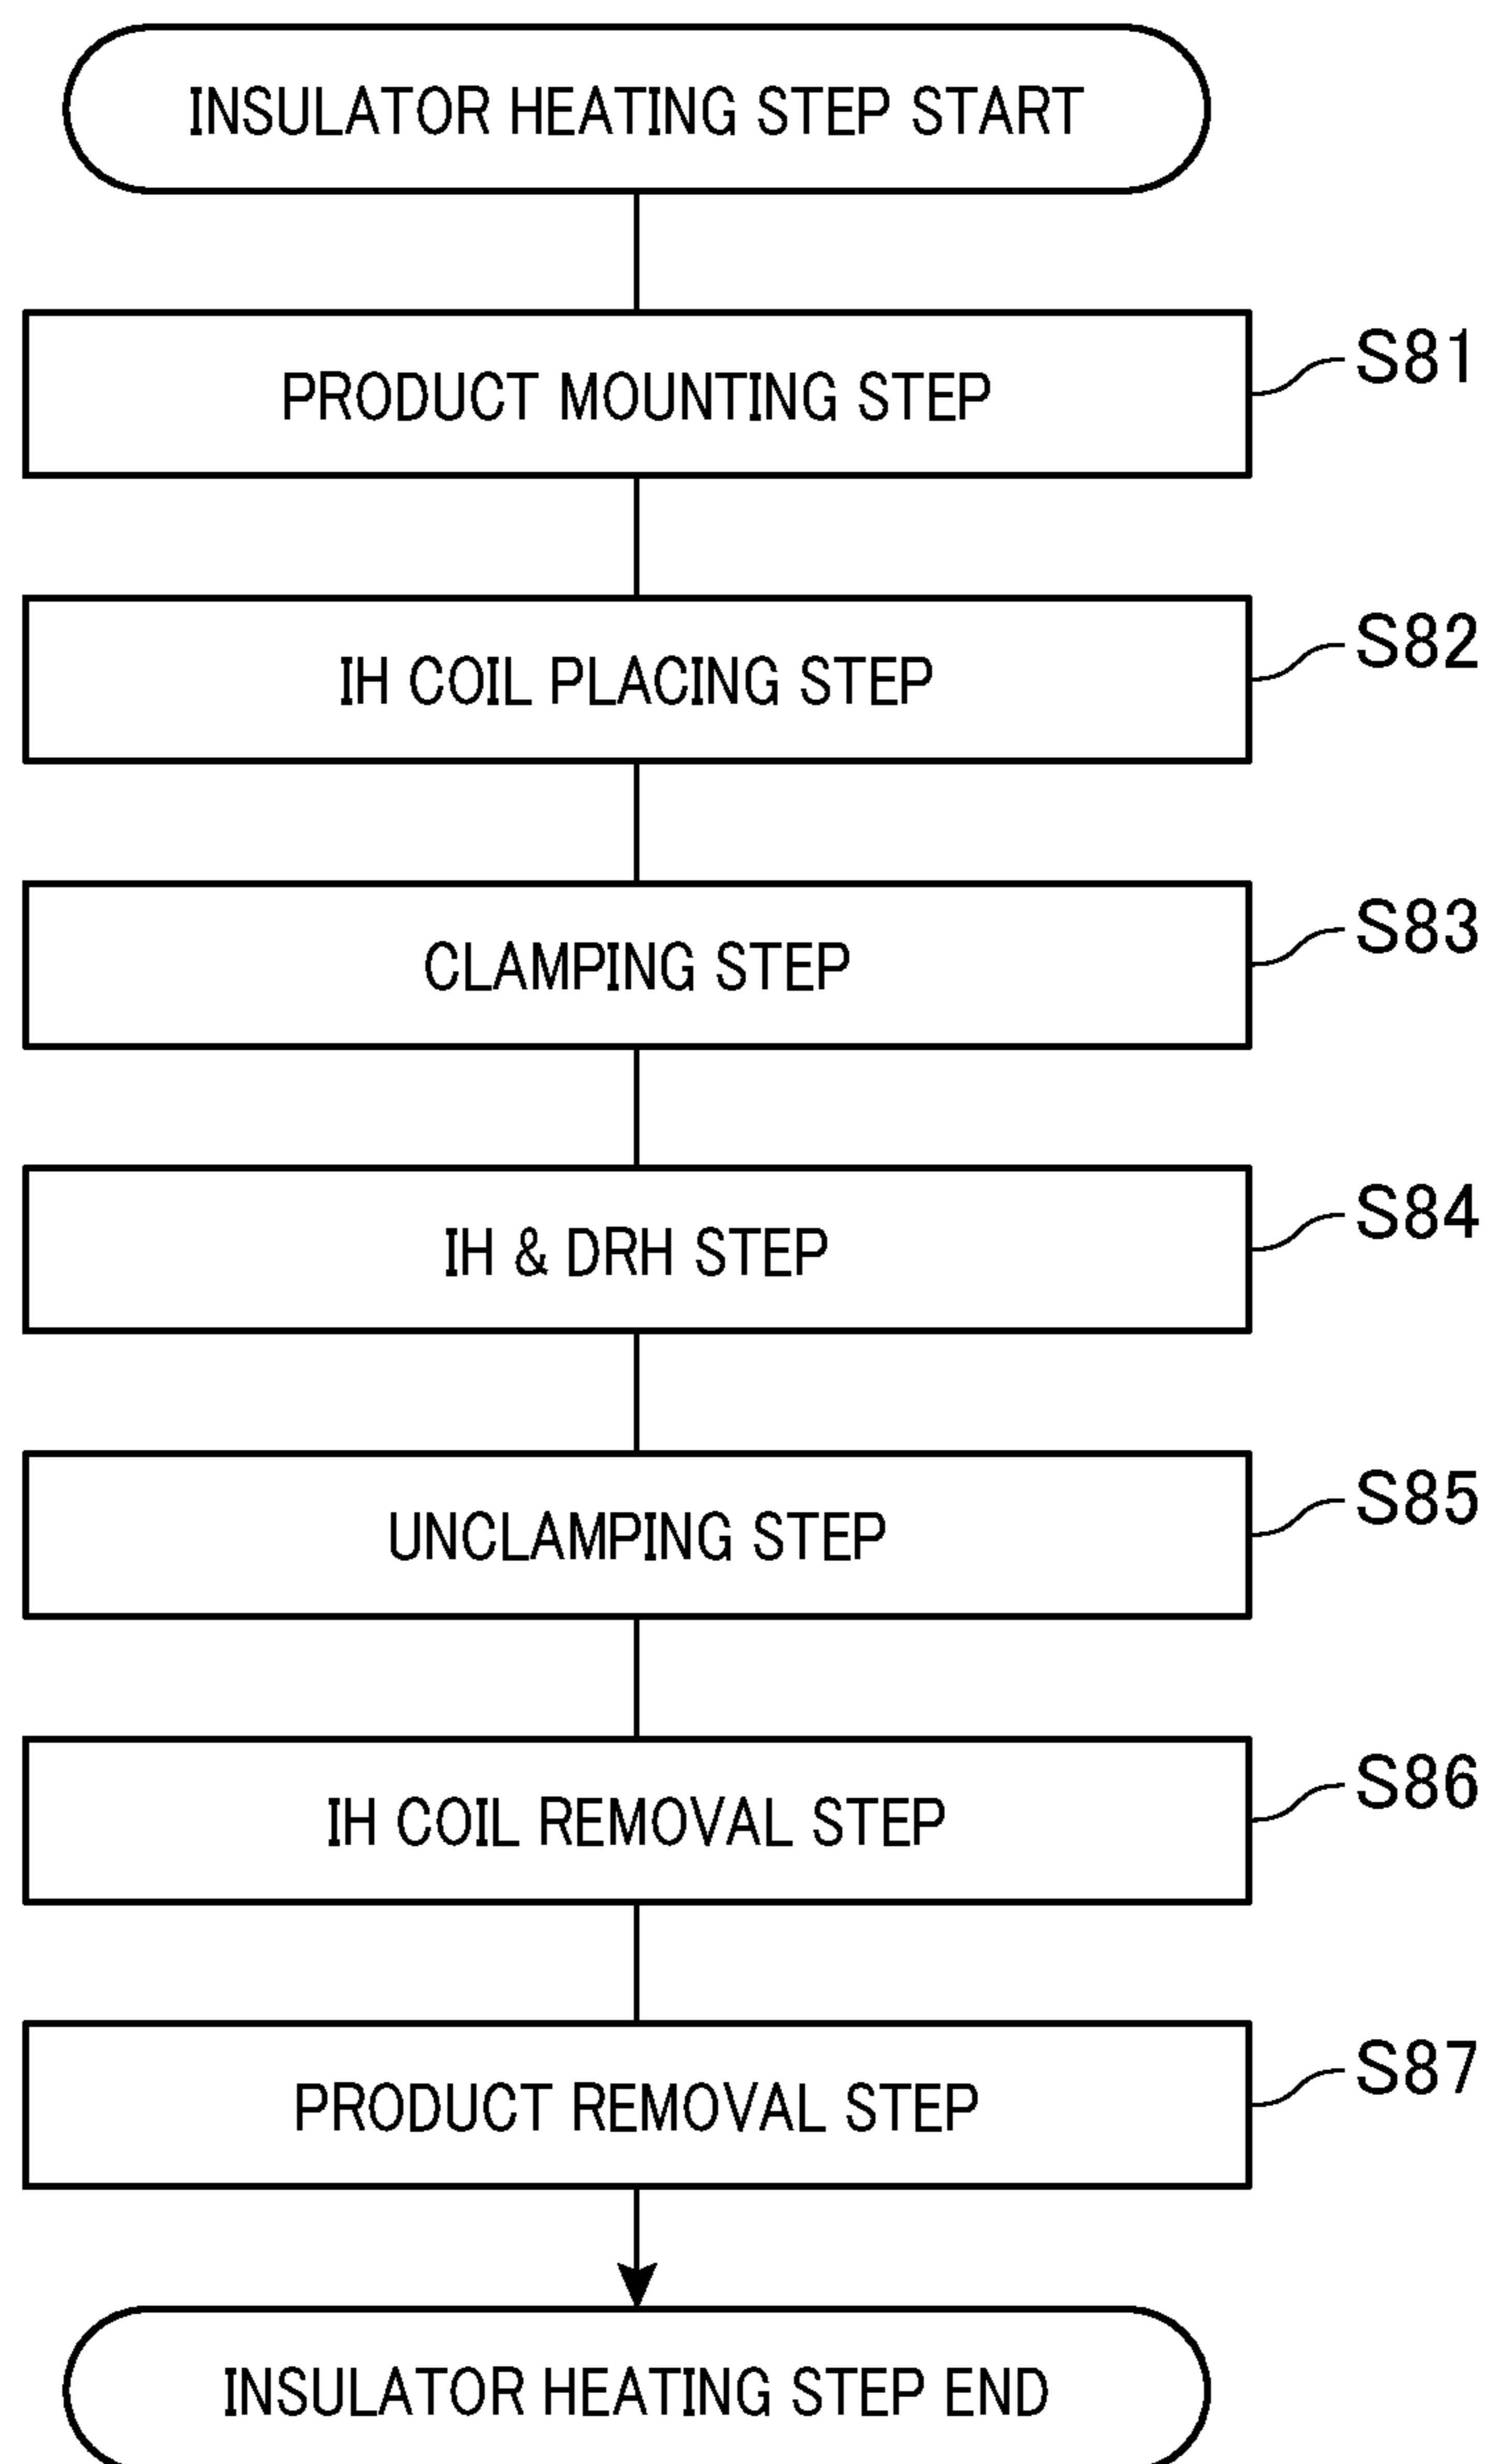 INSULATOR HEATING STEP START
PRODUCT MOUNTING STEP
S81
IH COIL PLACING STEP
S82
CLAMPING STEP
S83
IH & DRH STEP
S84
UNCLAMPING STEP
S85
IH COIL REMOVAL STEP
S86
PRODUCT REMOVAL STEP
S87
INSULATOR HEATING STEP END